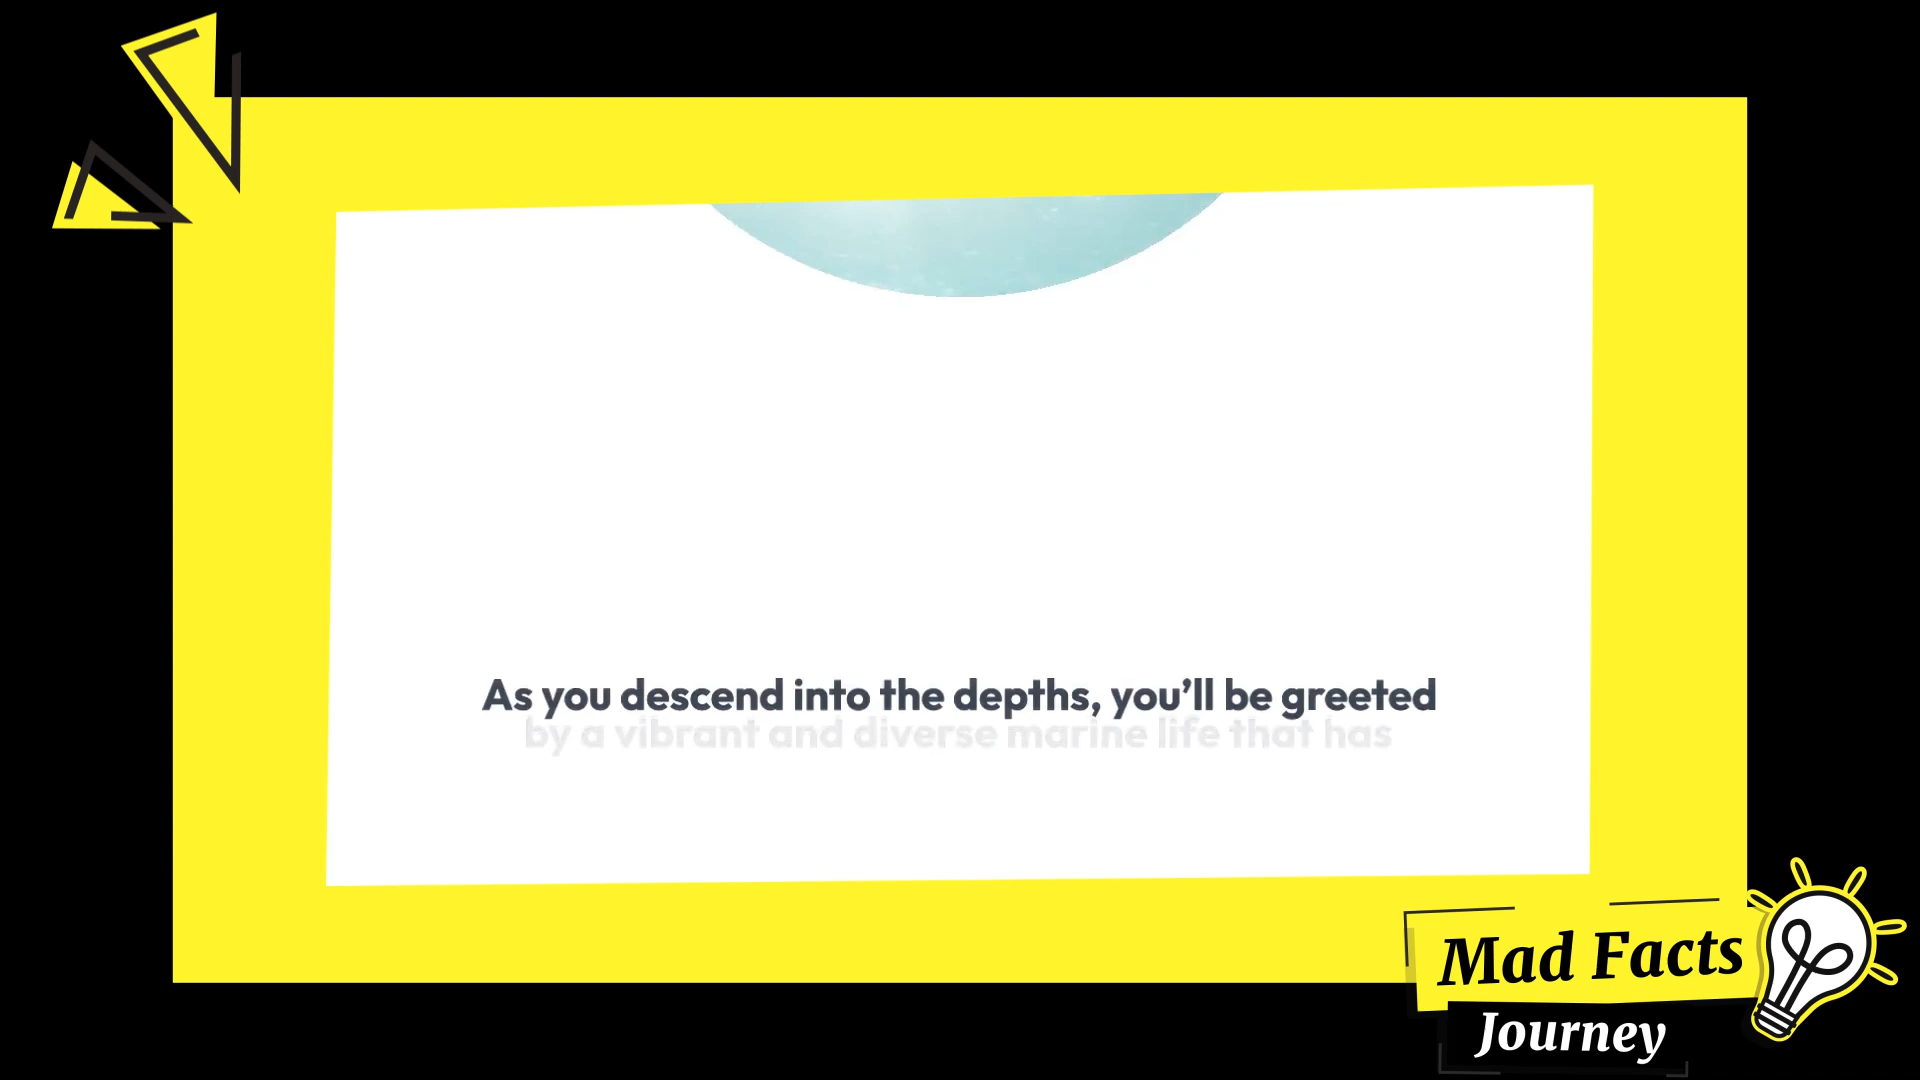 As you descend into the depths, you’ll be greeted
by a vibrant and diverse marine life that has
Mad Facts
Journey